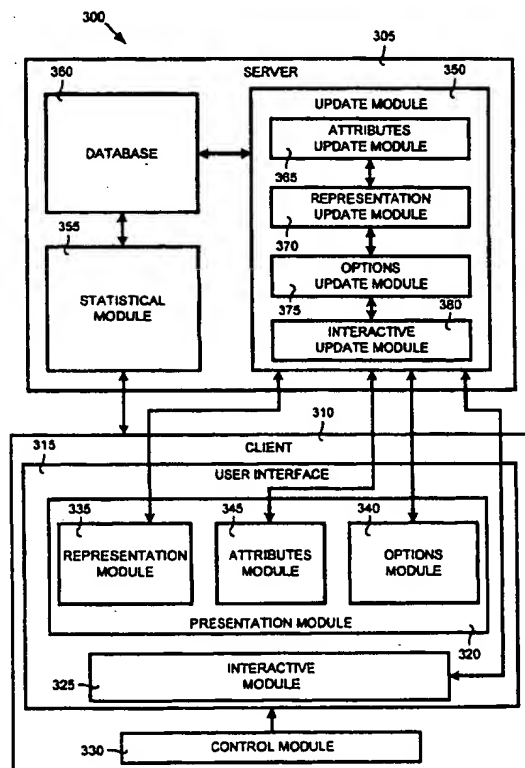 300
305
SERVER
360
DATABASE
350
UPDATE MODULE
ATTRIBUTES
UPDATE MODULE
365
REPRESENTATION
UPDATE MODULE
370
OPTIONS
UPDATE MODULE
375
380
INTERACTIVE
UPDATE MODULE
355
STATISTICAL
MODULE
310
CLIENT
315
USER INTERFACE
335
REPRESENTATION
MODULE
345
ATTRIBUTES
MODULE
340
OPTIONS
MODULE
PRESENTATION MODULE
320
INTERACTIVE
MODULE
325
CONTROL MODULE
330